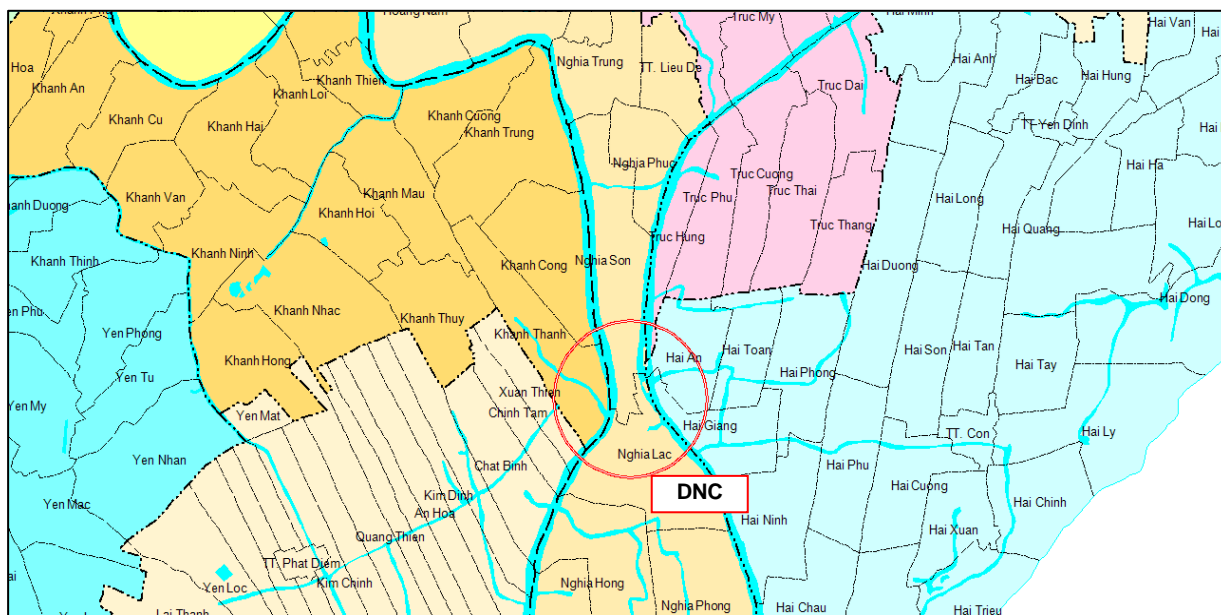 Hoang Nam
Truc My
Hai Minh
Hai Van
Nghia Trung
TT. Lieu De
Hai Anh
Hai Bac
Hai Hung
Hoa
Khanh An
Khanh Thien
Khanh Loi
Truc Dai
Khanh Cu
Khanh Hai
Khanh Cuong
Khanh Trung
TT Yen Dinh
Hai
Nghia Phuc
Hai Ha
Truc Cuong
Truc Thai
Khanh Van
Khanh Mau
Truc Phu
Hai Long
Khanh Hoi
Hai Quang
Hai Lo
Truc Hung
Truc Thang
Khanh Ninh
Nghia Son
Khanh Thinh
Khanh Cong
Hai Duong
Hai Dong
Yen Phong
Khanh Nhac
Khanh Thuy
Khanh Thanh
Hai An
Hai Toan
Hai Son
Hai Tan
Khanh Hong
Hai Tay
Yen Tu
Hai Phong
Xuan Thien
Yen My
Yen Mat
Chinh Tam
Hai Giang
TT. Con
Hai Ly
Yen Nhan
Nghia Lac
Chat Binh
Hai Phu
Kim Dinh
DNC
Hai Cuong
Yen Mac
An Hoa
Hai Chinh
Hai Ninh
Quang Thien
Hai Xuan
TT. Phat Diem
Kim Chinh
Yen Loc
Nghia Hong
Nghia Phong
Hai Chau
Hai Trieu
Lai Thanh